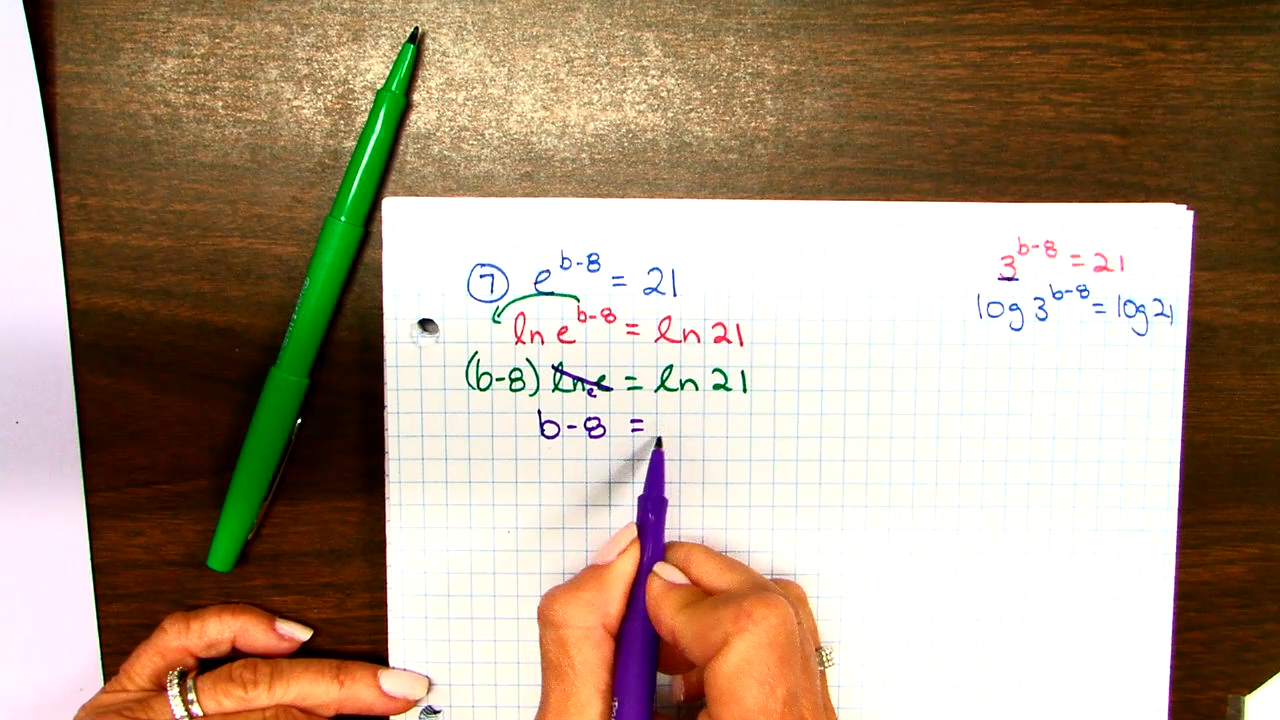 ⑦ e^(b-8) = 21
ln e^(b-8) = ln 21
(b-8) ln_e e = ln 21
b-8 =
3^(b-8) = 21
log 3^(b-8) = log 21